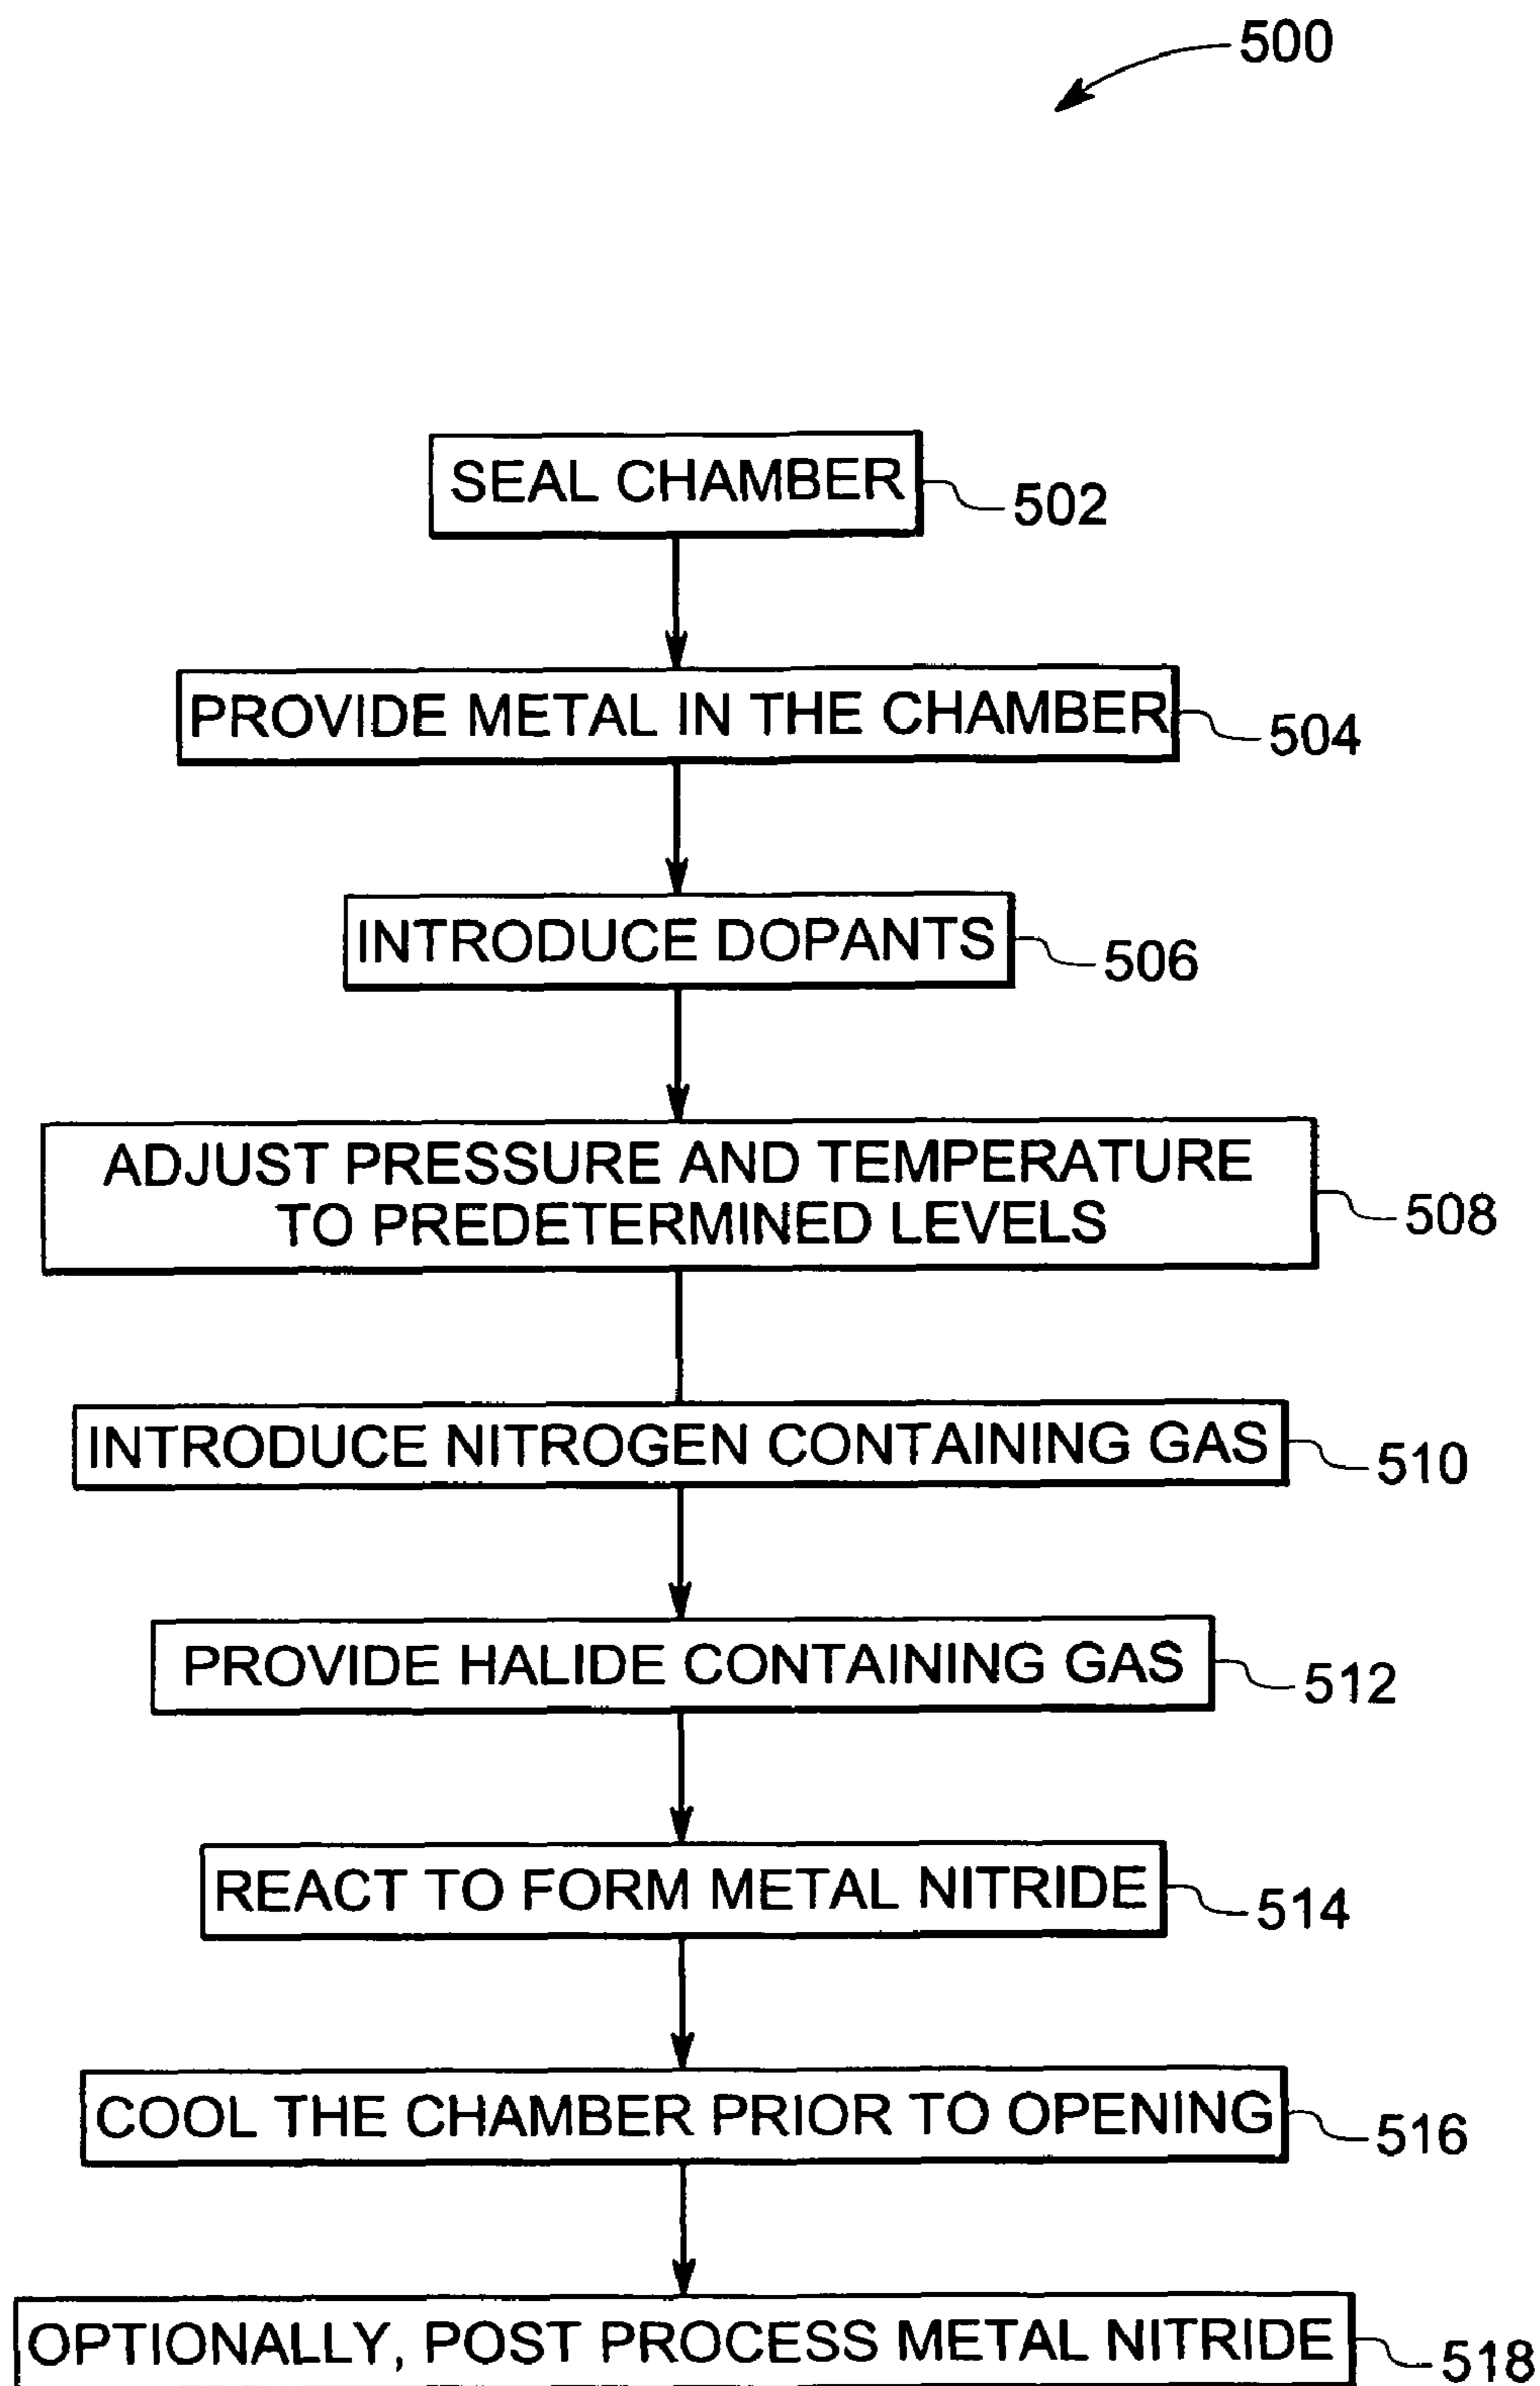 500
SEAL CHAMBER
502
PROVIDE METAL IN THE CHAMBER
504
INTRODUCE DOPANTS
506
ADJUST PRESSURE AND TEMPERATURE
TO PREDETERMINED LEVELS
508
INTRODUCE NITROGEN CONTAINING GAS
510
PROVIDE HALIDE CONTAINING GAS
512
REACT TO FORM METAL NITRIDE
514
COOL THE CHAMBER PRIOR TO OPENING
516
OPTIONALLY, POST PROCESS METAL NITRIDE
518